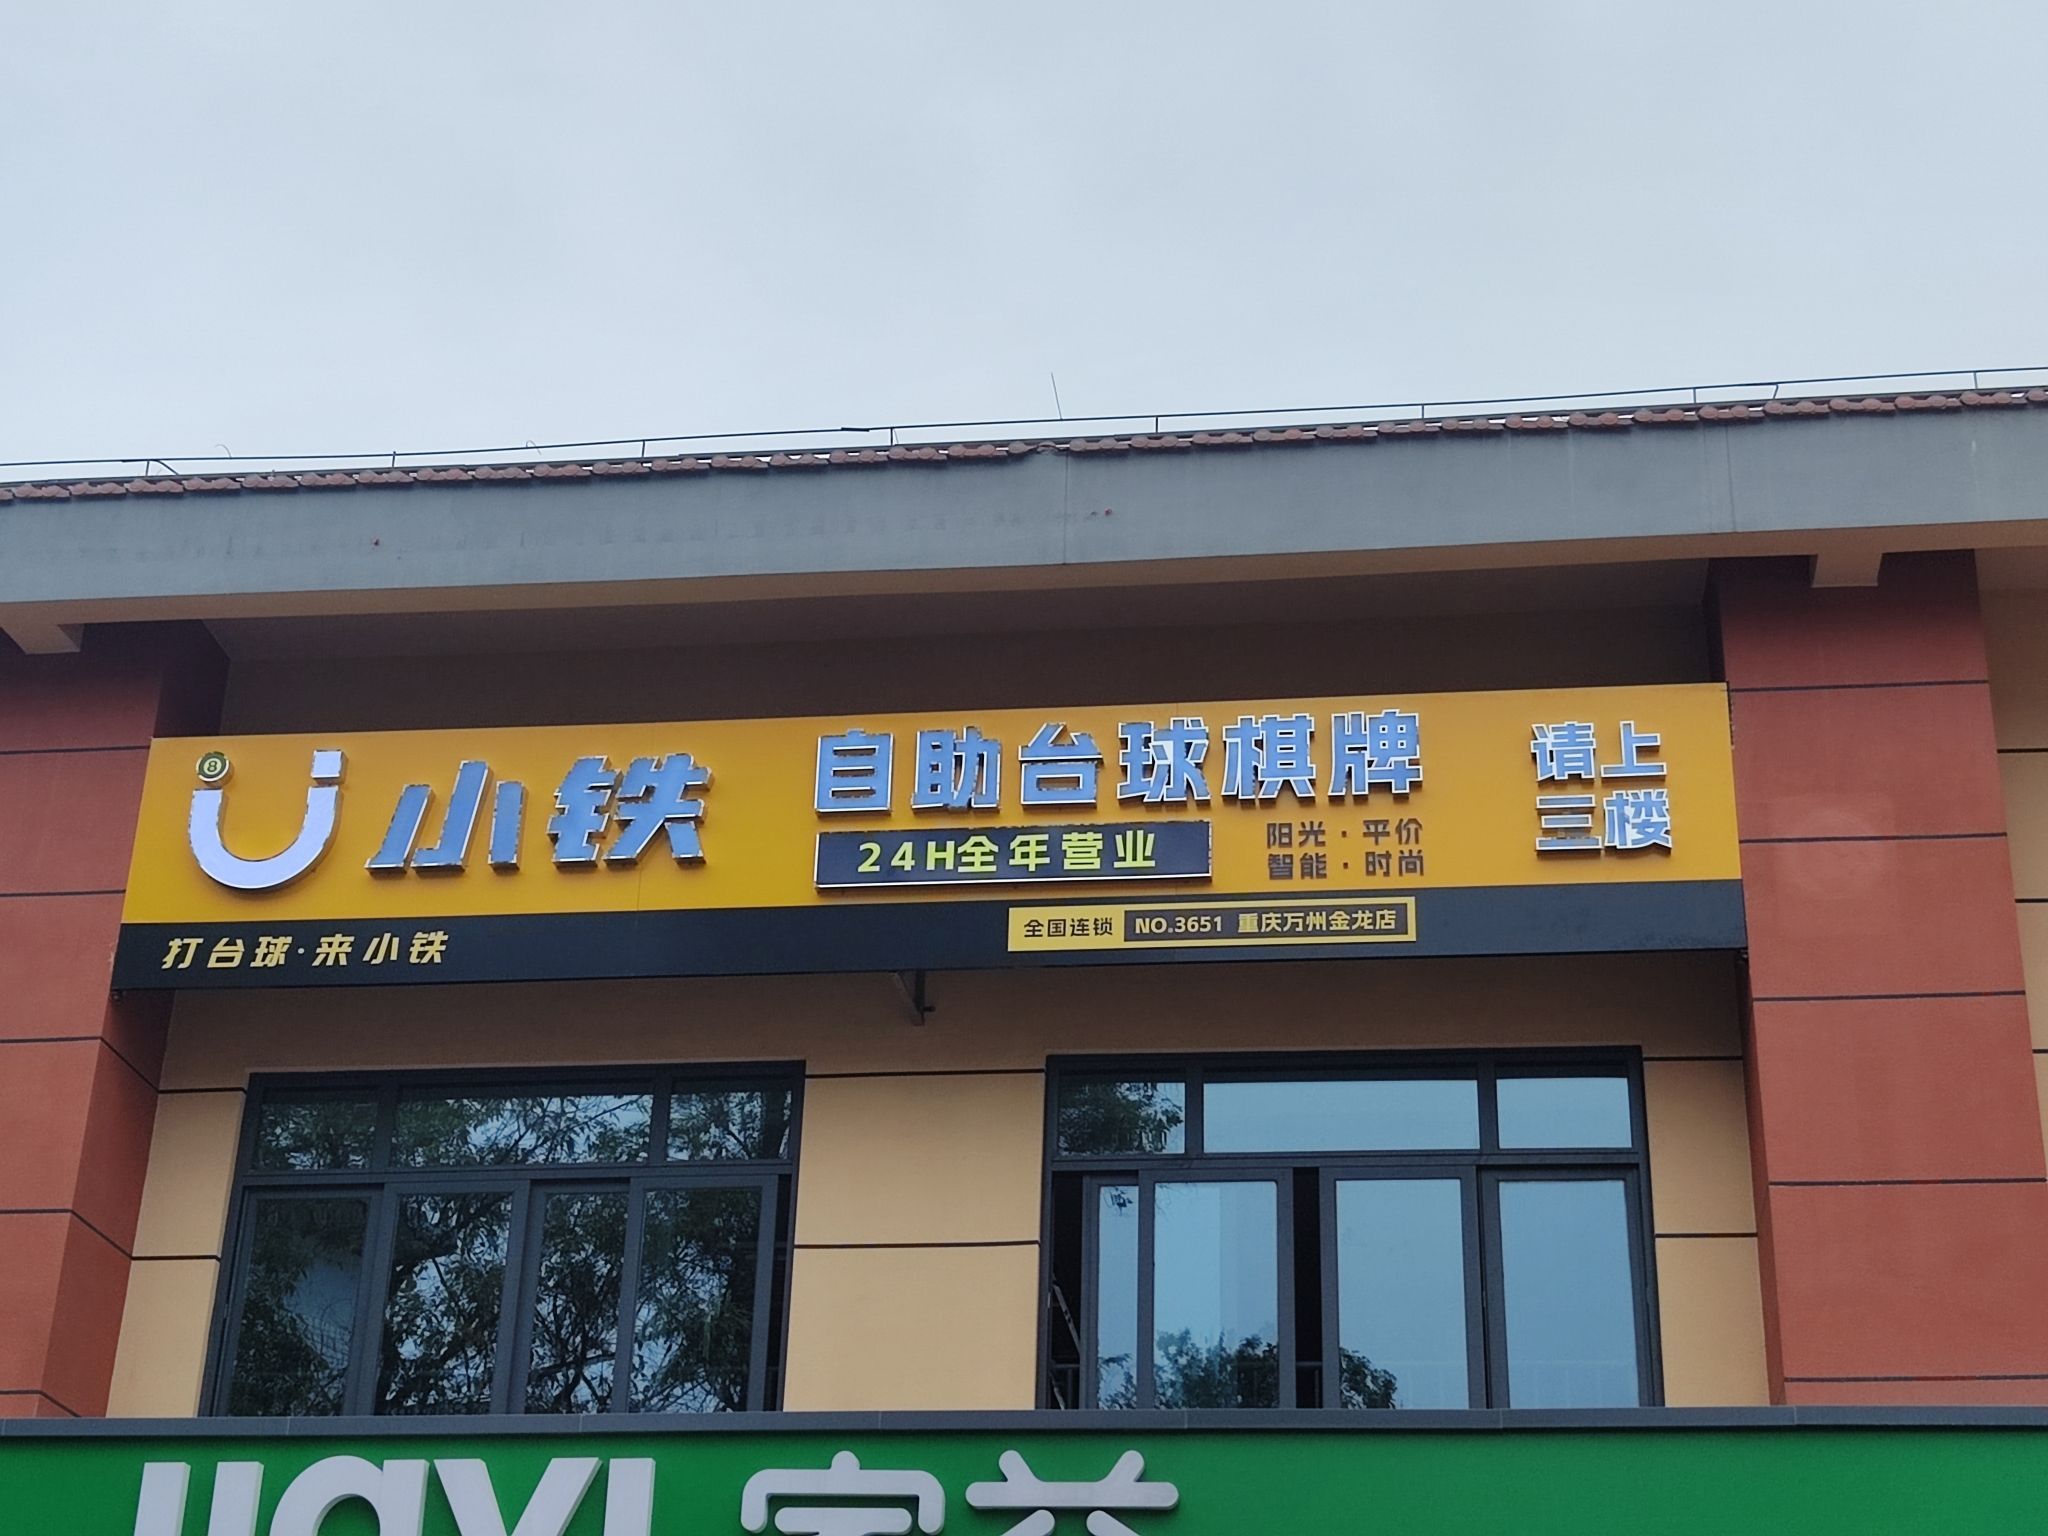 8
小铁
自助台球棋牌
24H全年营业
阳光·平价
智能·时尚
请上
三楼
打台球·来小铁
全国连锁 NO.3651 重庆万州金龙店